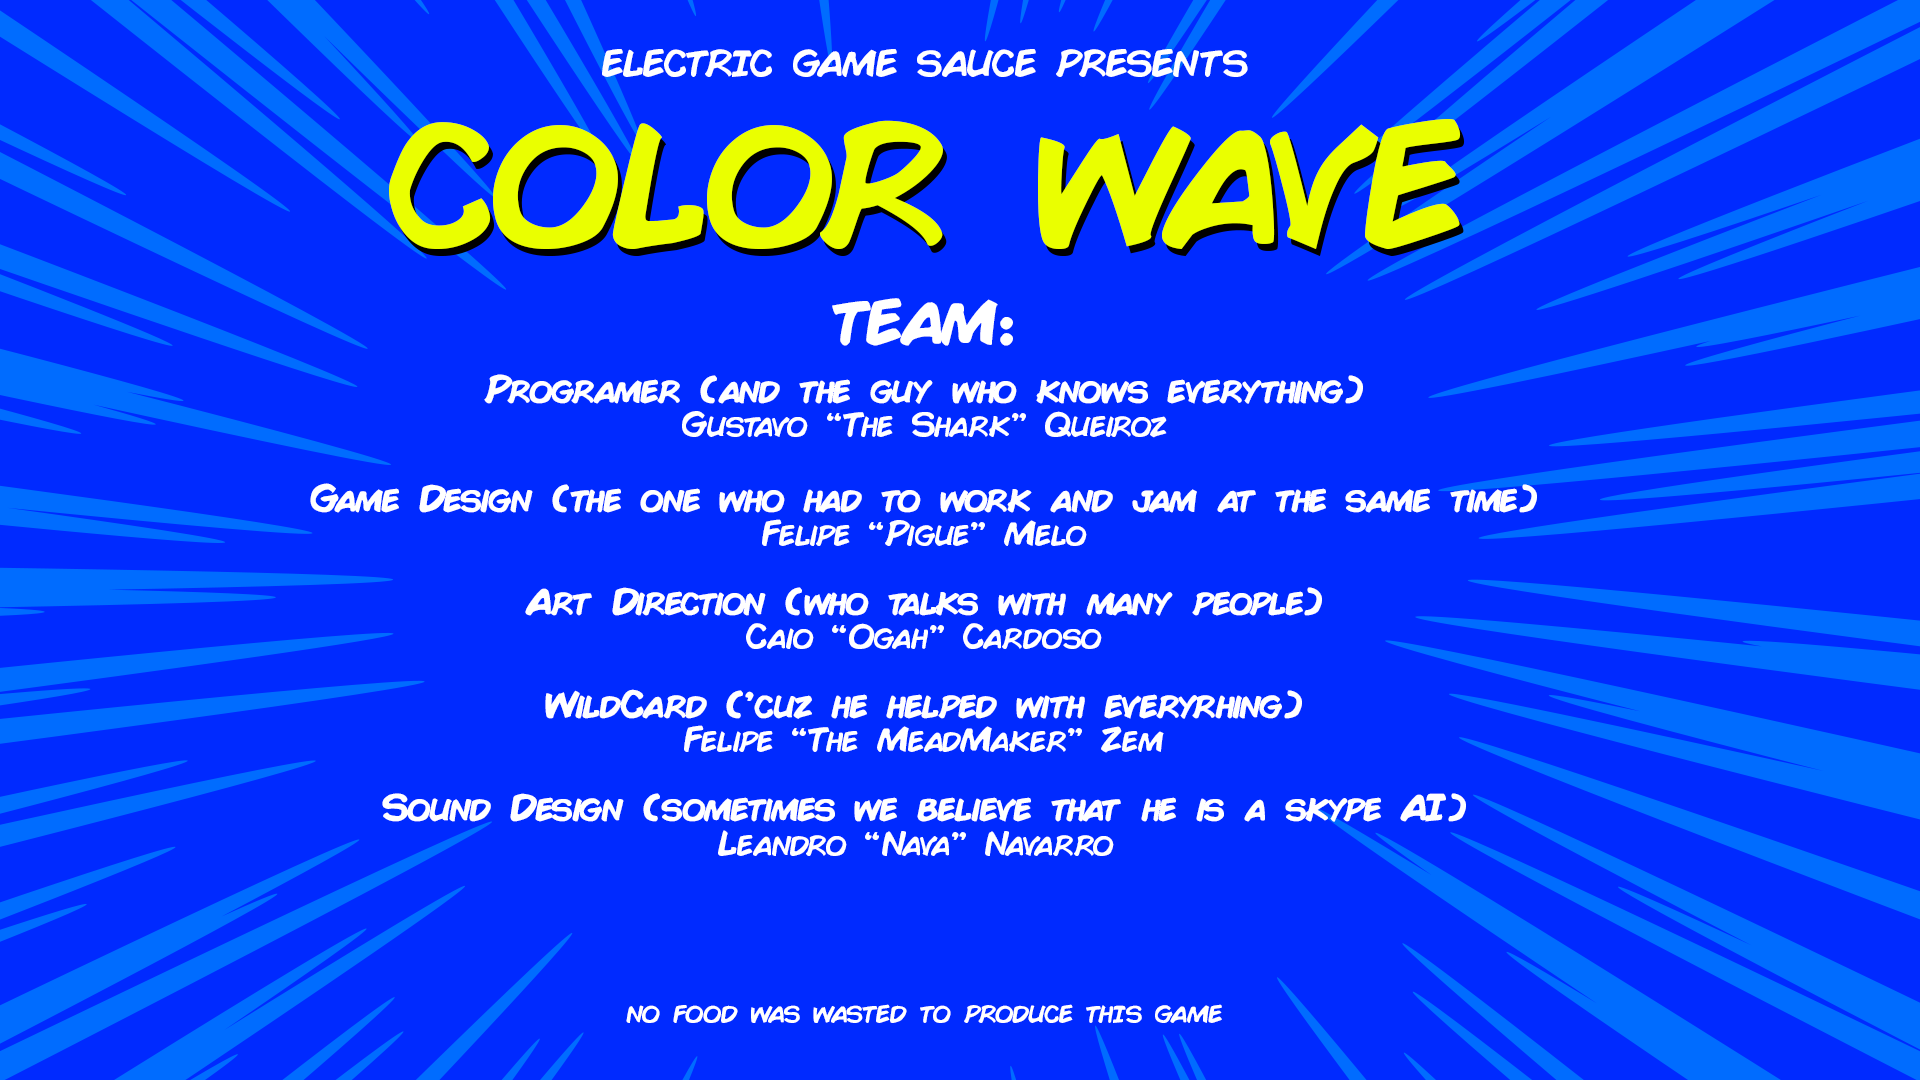 ELECTRIC GAME SAUCE PRESENTS
COLOR WAVE
TEAM:
PROGRAMER (AND THE GUY WHO KNOWS EVERYTHING)
GUSTAVO “THE SHARK” QUEIROZ
GAME DESIGN (THE ONE WHO HAD TO WORK AND JAM AT THE SAME TIME)
FELIPE “PIGUE” MELO
ART DIRECTION (WHO TALKS WITH MANY PEOPLE)
CAIO “OGAH” CARDOSO
WILDCARD (’CUZ HE HELPED WITH EVERYRHING)
FELIPE “THE MEADMAKER” ZEM
SOUND DESIGN (SOMETIMES WE BELIEVE THAT HE IS A SKYPE AI)
LEANDRO “NAVA” NAVARRO
NO FOOD WAS WASTED TO PRODUCE THIS GAME